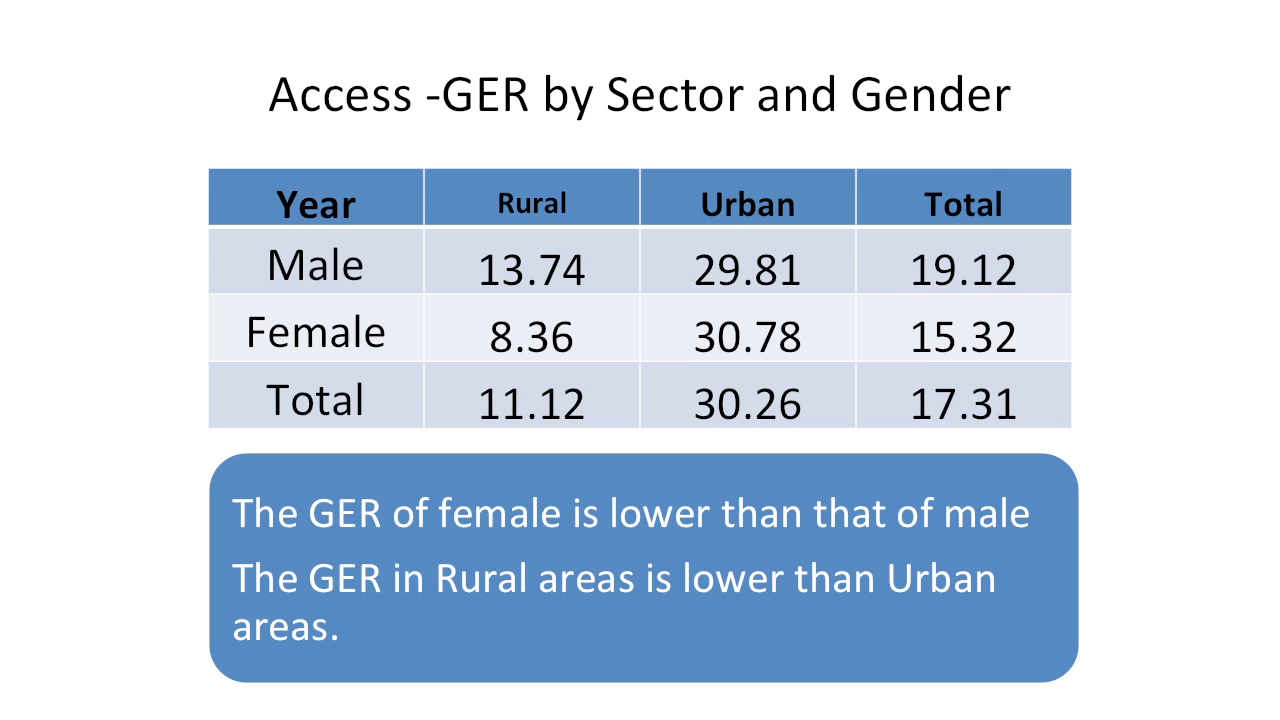 Access -GER by Sector and Gender
Year Rural Urban Total
Male 13.74 29.81 19.12
Female 8.36 30.78 15.32
Total 11.12 30.26 17.31
The GER of female is lower than that of male
The GER in Rural areas is lower than Urban
areas.